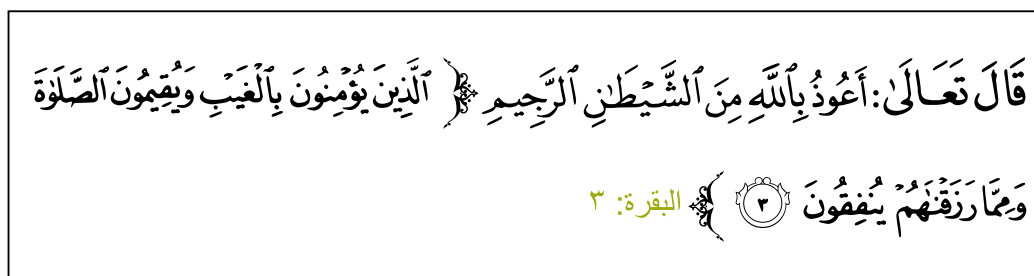 قَالَ تَعَالَىٰ: أَعُوذُ بِٱللَّهِ مِنَ ٱلشَّيۡطَٰنِ ٱلرَّجِيمِ ﴿ ٱلَّذِينَ يُؤۡمِنُونَ بِٱلۡغَيۡبِ وَيُقِيمُونَ ٱلصَّلَوٰةَ
وَمِمَّا رَزَقۡنَٰهُمۡ يُنفِقُونَ ٣ ﴾ البقرة: ٣